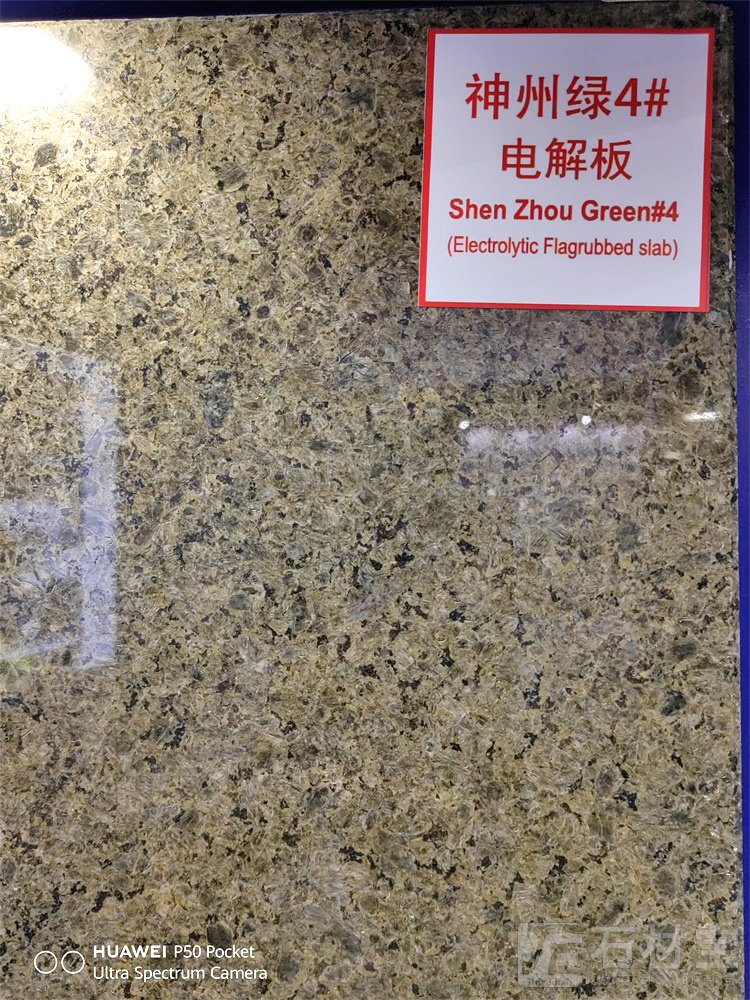 神州绿4#
电解板
Shen Zhou Green#4
(Electrolytic Flagrubbed slab)
HUAWEI P50 Pocket
Ultra Spectrum Camera
石材